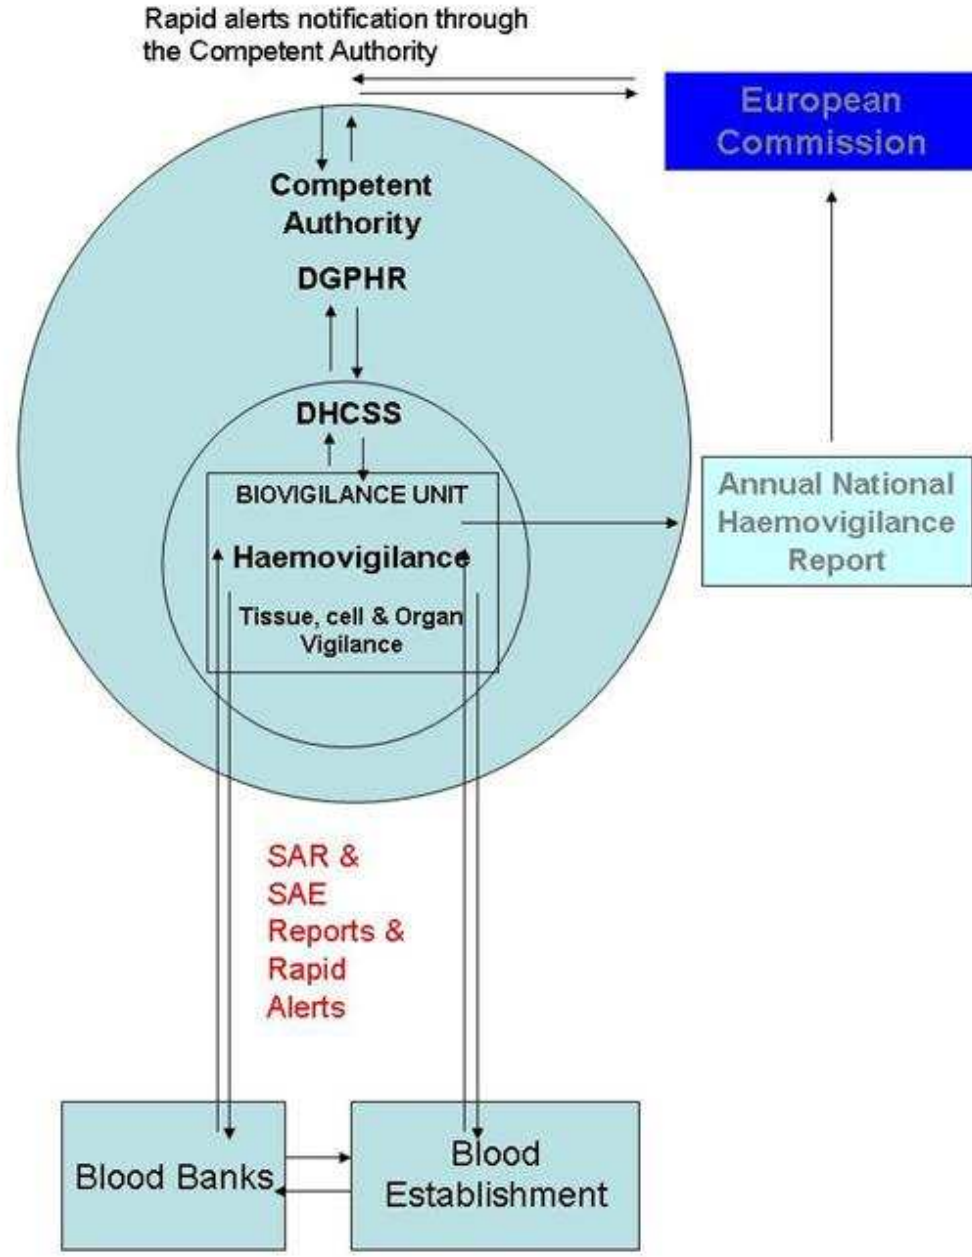 Rapid alerts notification through
the Competent Authority
European
Commission
Competent
Authority
DGPHR
DHCSS
BIOVIGILANCE UNIT
Haemovigilance
Tissue, cell & Organ
Vigilance
Annual National
Haemovigilance
Report
SAR &
SAE
Reports &
Rapid
Alerts
Blood Banks
Blood
Establishment